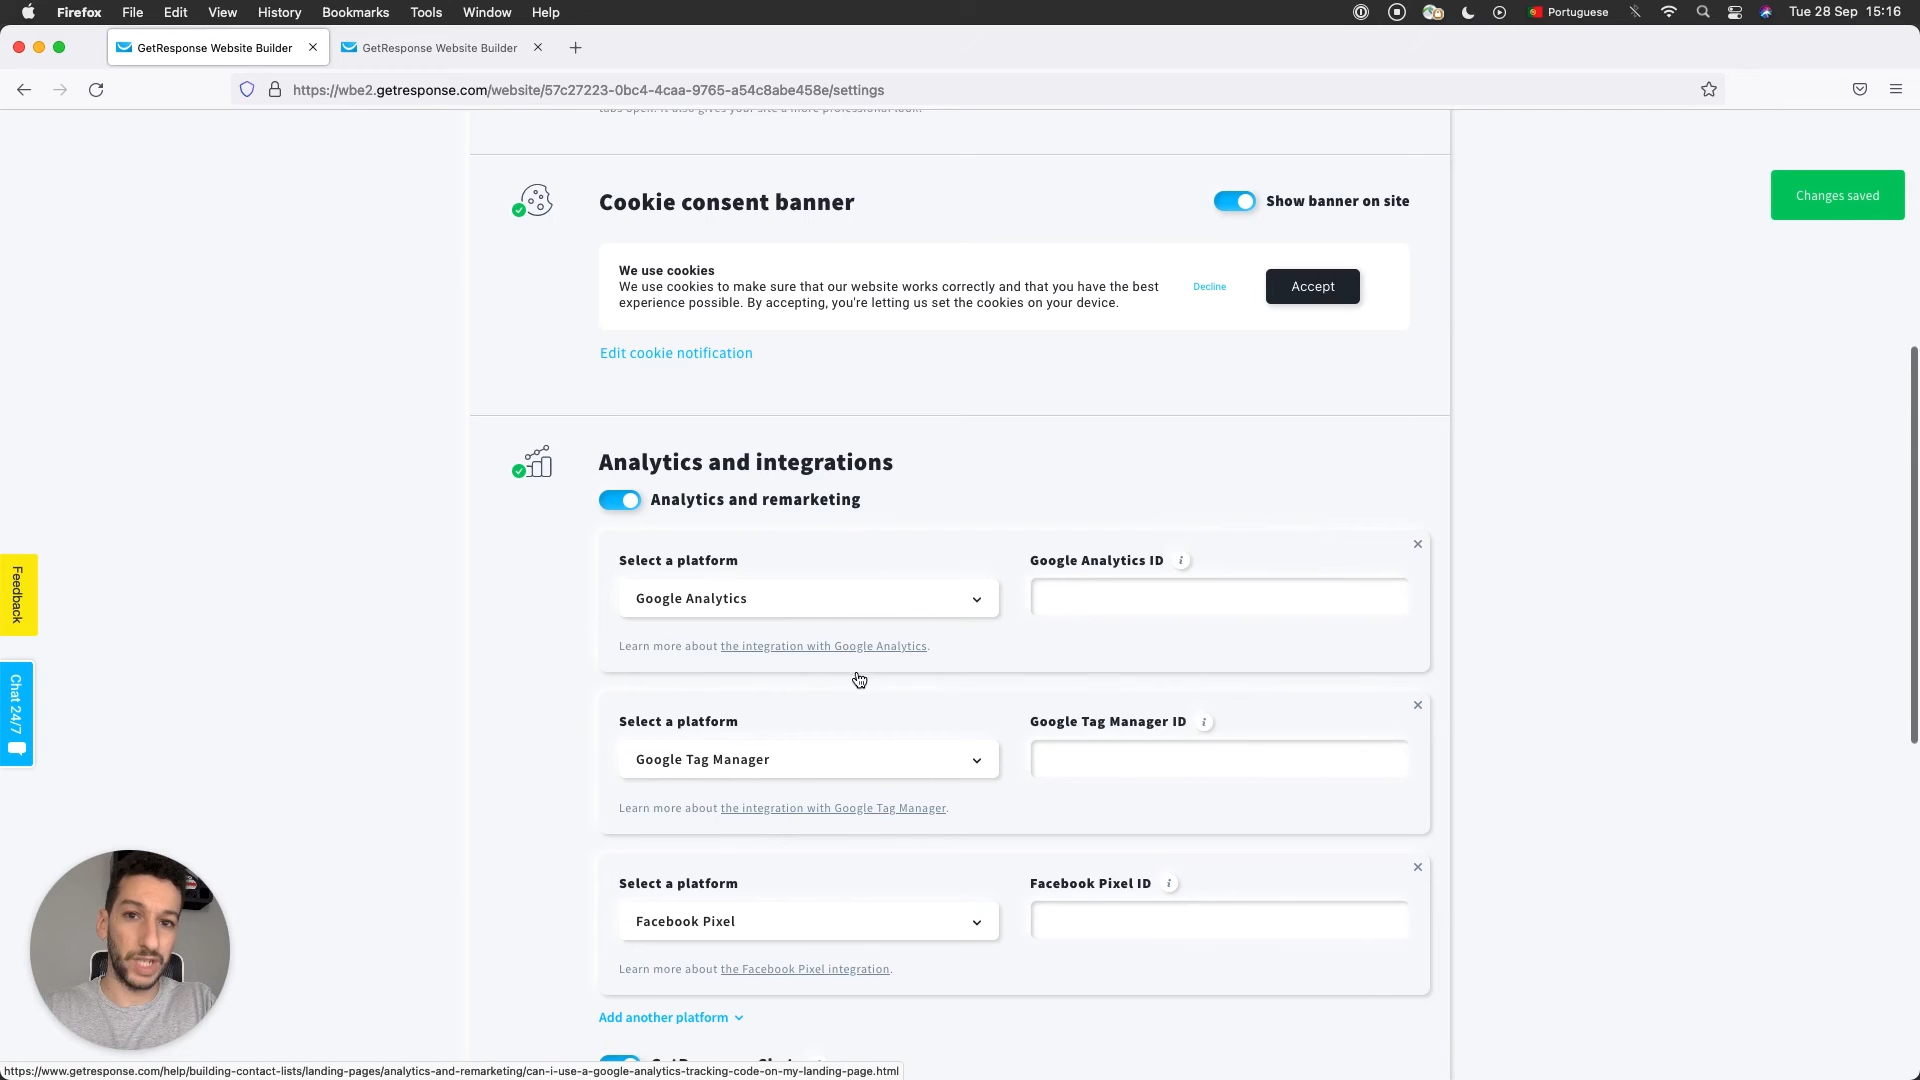 Firefox File Edit View History Bookmarks Tools Window Help Portuguese Tue 28 Sep 15:16
GetResponse Website Builder GetResponse Website Builder
https://wbe2.getresponse.com/website/57c27223-0bc4-4caa-9765-a54c8abe458e/settings
Changes saved
Cookie consent banner
Show banner on site
We use cookies
We use cookies to make sure that our website works correctly and that you have the best
experience possible. By accepting, you're letting us set the cookies on your device.
Decline
Accept
Edit cookie notification
Analytics and integrations
Analytics and remarketing
Select a platform
Google Analytics ID
Google Analytics
Learn more about the integration with Google Analytics.
Select a platform
Google Tag Manager ID
Google Tag Manager
Learn more about the integration with Google Tag Manager.
Select a platform
Facebook Pixel ID
Facebook Pixel
Learn more about the Facebook Pixel integration.
Add another platform
Feedback
Chat 24/7
https://www.getresponse.com/help/building-contact-lists/landing-pages/analytics-and-remarketing/can-i-use-a-google-analytics-tracking-code-on-my-landing-page.html